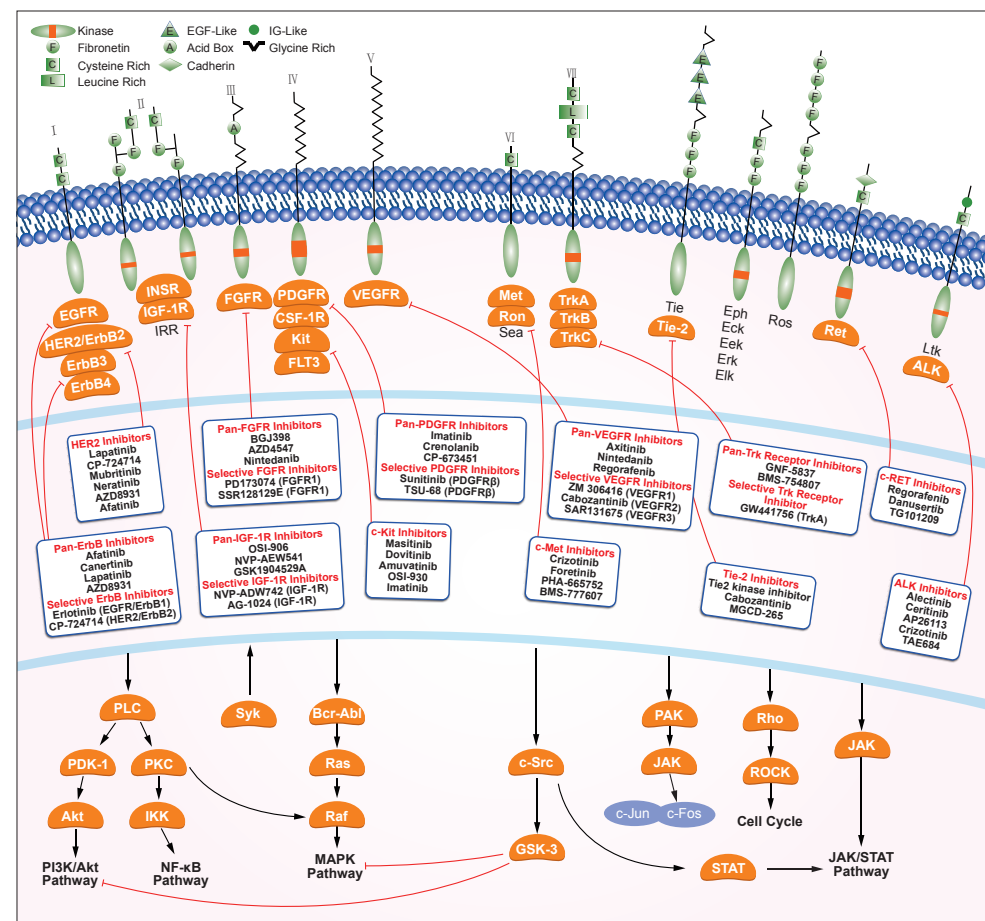 Kinase
F
Fibronetin
C
Cysteine Rich
L
Leucine Rich
E
EGF-Like
A
Acid Box
Cadherin
IG-Like
Glycine Rich
I
C
C
II
C
F
F
F
C
F
F
III
A
IV
V
VI
C
VII
C
L
C
E
E
E
F
F
F
C
F
F
F
F
F
F
F
F
F
C
C
EGFR
HER2/ErbB2
ErbB3
ErbB4
INSR
IGF-1R
IRR
FGFR
PDGFR
CSF-1R
Kit
FLT3
VEGFR
Met
Ron
Sea
TrkA
TrkB
TrkC
Tie
Tie-2
Eph
Eck
Eek
Erk
Elk
Ros
Ret
Ltk
ALK
HER2 Inhibitors
Lapatinib
CP-724714
Mubritinib
Neratinib
AZD8931
Afatinib
Pan-FGFR Inhibitors
BGJ398
AZD4547
Nintedanib
Selective FGFR Inhibitors
PD173074 (FGFR1)
SSR128129E (FGFR1)
Pan-PDGFR Inhibitors
Imatinib
Crenolanib
CP-673451
Selective PDGFR Inhibitors
Sunitinib (PDGFRβ)
TSU-68 (PDGFRβ)
Pan-VEGFR Inhibitors
Axitinib
Nintedanib
Regorafenib
Selective VEGFR Inhibitors
ZM 306416 (VEGFR1)
Cabozantinib (VEGFR2)
SAR131675 (VEGFR3)
Pan-Trk Receptor Inhibitors
GNF-5837
BMS-754807
Selective Trk Receptor
Inhibitor
GW441756 (TrkA)
c-RET Inhibitors
Regorafenib
Danusertib
TG101209
Pan-ErbB Inhibitors
Afatinib
Canertinib
Lapatinib
AZD8931
Selective ErbB Inhibitors
Erlotinib (EGFR/ErbB1)
CP-724714 (HER2/ErbB2)
Pan-IGF-1R Inhibitors
OSI-906
NVP-AEW541
GSK1904529A
Selective IGF-1R Inhibitors
NVP-ADW742 (IGF-1R)
AG-1024 (IGF-1R)
c-Kit Inhibitors
Masitinib
Dovitinib
Amuvatinib
OSI-930
Imatinib
c-Met Inhibitors
Crizotinib
Foretinib
PHA-665752
BMS-777607
Tie-2 Inhibitors
Tie2 kinase inhibitor
Cabozantinib
MGCD-265
ALK Inhibitors
Alectinib
Ceritinib
AP26113
Crizotinib
TAE684
PLC
PDK-1
PKC
Akt
IKK
PI3K/Akt
Pathway
NF-κB
Pathway
Syk
Bcr-Abl
Ras
Raf
MAPK
Pathway
c-Src
GSK-3
PAK
JAK
c-Jun
c-Fos
Rho
ROCK
Cell Cycle
STAT
JAK
JAK/STAT
Pathway